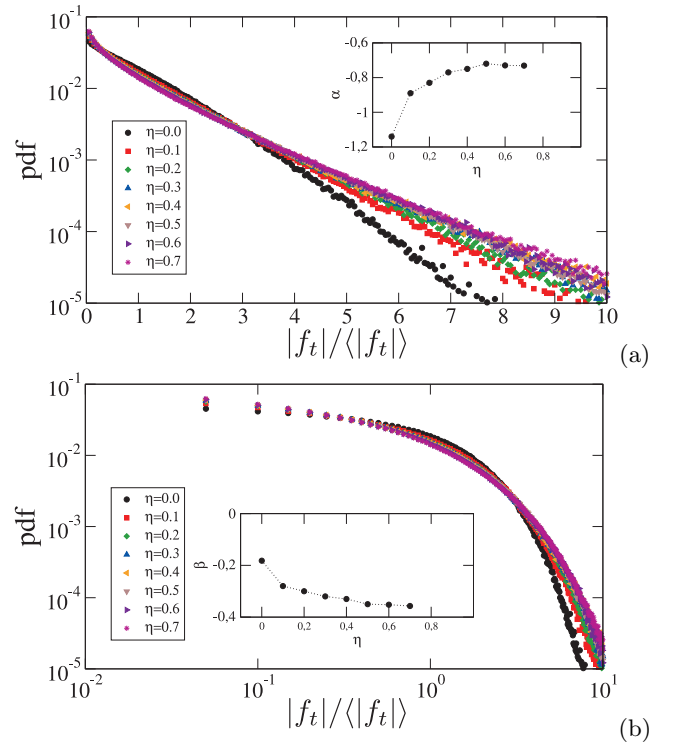 10^-1
10^-2
10^-3
10^-4
10^-5
pdf
η=0.0
η=0.1
η=0.2
η=0.3
η=0.4
η=0.5
η=0.6
η=0.7
-0,4
-0,8
-1
-1,2
α
0 0,2 0,4 0,6 0,8
η
0 1 2 3 4 5 6 7 8 9 10
|f_t|/⟨|f_t|⟩
(a)
10^-1
10^-2
10^-3
10^-4
10^-5
pdf
η=0.0
η=0.1
η=0.2
η=0.3
η=0.4
η=0.5
η=0.6
η=0.7
0
-0,2
-0,4
β
0 0,2 0,4 0,6 0,8
η
10^-2 10^-1 10^0 10^1
|f_t|/⟨|f_t|⟩
(b)